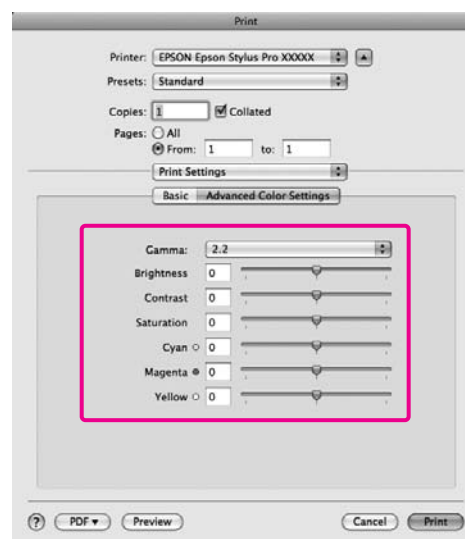 Print
Printer: EPSON Epson Stylus Pro XXXXX
Presets: Standard
Copies: 1 Collated
Pages: All
From: 1 to: 1
Print Settings
Basic Advanced Color Settings
Gamma: 2.2
Brightness 0
Contrast 0
Saturation 0
Cyan 0
Magenta 0
Yellow 0
? PDF Preview Cancel Print